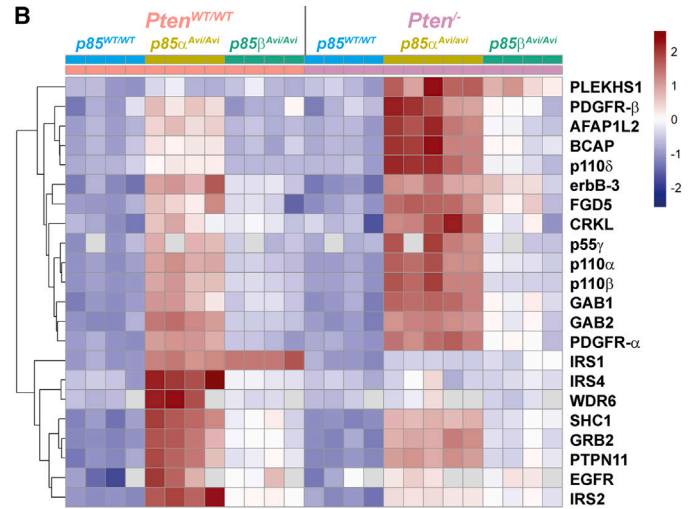 B
Pten^WT/WT Pten^-/-
p85^WT/WT p85α^Avi/Avi p85β^Avi/Avi p85^WT/WT p85α^Avi/avi p85β^Avi/Avi
PLEKHS1
PDGFR-β
AFAP1L2
BCAP
p110δ
erbB-3
FGD5
CRKL
p55γ
p110α
p110β
GAB1
GAB2
PDGFR-α
IRS1
IRS4
WDR6
SHC1
GRB2
PTPN11
EGFR
IRS2
2
1
0
-1
-2